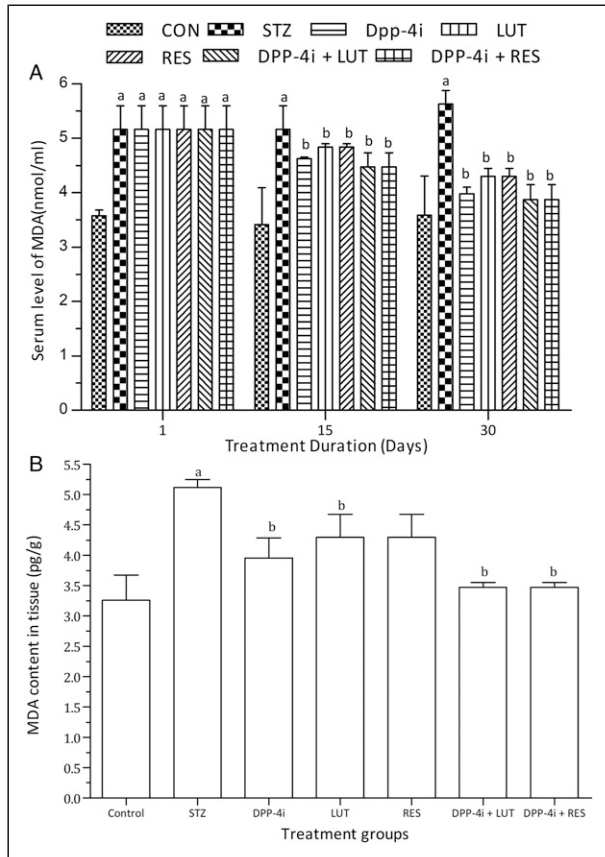 CON STZ Dpp-4i LUT
RES DPP-4i + LUT DPP-4i + RES
A
Serum level of MDA(nmol/ml)
6
5
4
3
2
1
0
a a a a a a
a b b b b b
a b b b b b
1 15 30
Treatment Duration (Days)
B
MDA content in tissue (pg/g)
5.5
5.0
4.5
4.0
3.5
3.0
2.5
2.0
1.5
1.0
0.5
0.0
a b b b b
Control STZ DPP-4i LUT RES DPP-4i + LUT DPP-4i + RES
Treatment groups